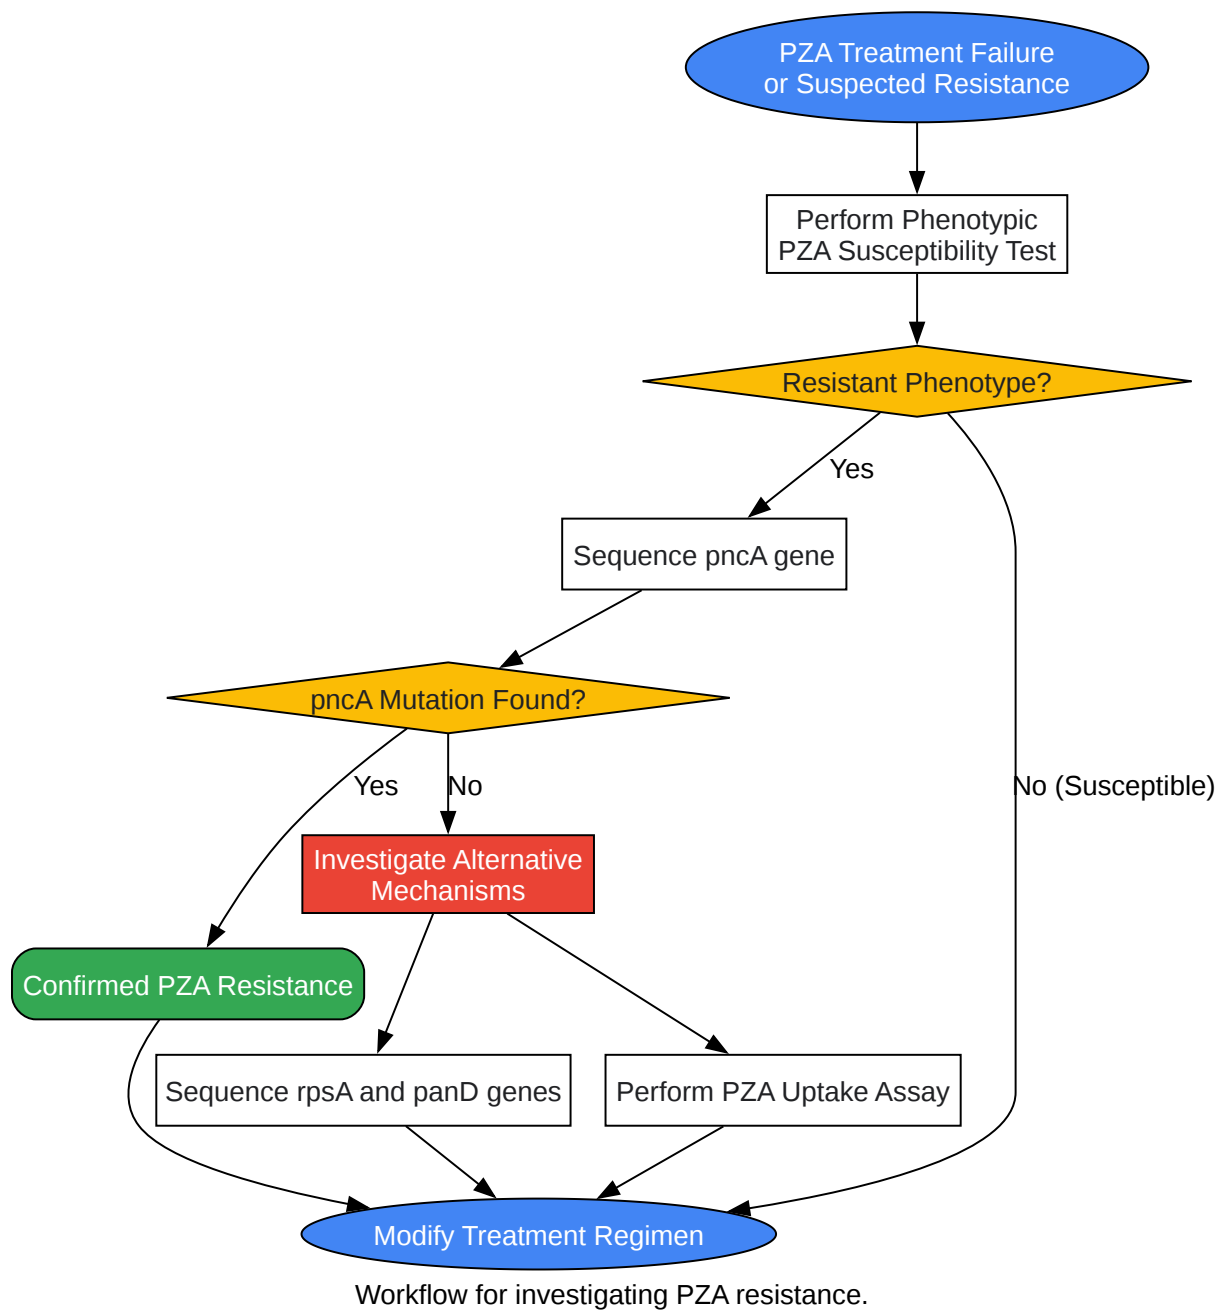 PZA Treatment Failure
or Suspected Resistance
Perform Phenotypic
PZA Susceptibility Test
Resistant Phenotype?
Yes
Sequence pncA gene
pncA Mutation Found?
Yes
No
No (Susceptible)
Investigate Alternative
Mechanisms
Confirmed PZA Resistance
Sequence rpsA and panD genes
Perform PZA Uptake Assay
Modify Treatment Regimen
Workflow for investigating PZA resistance.